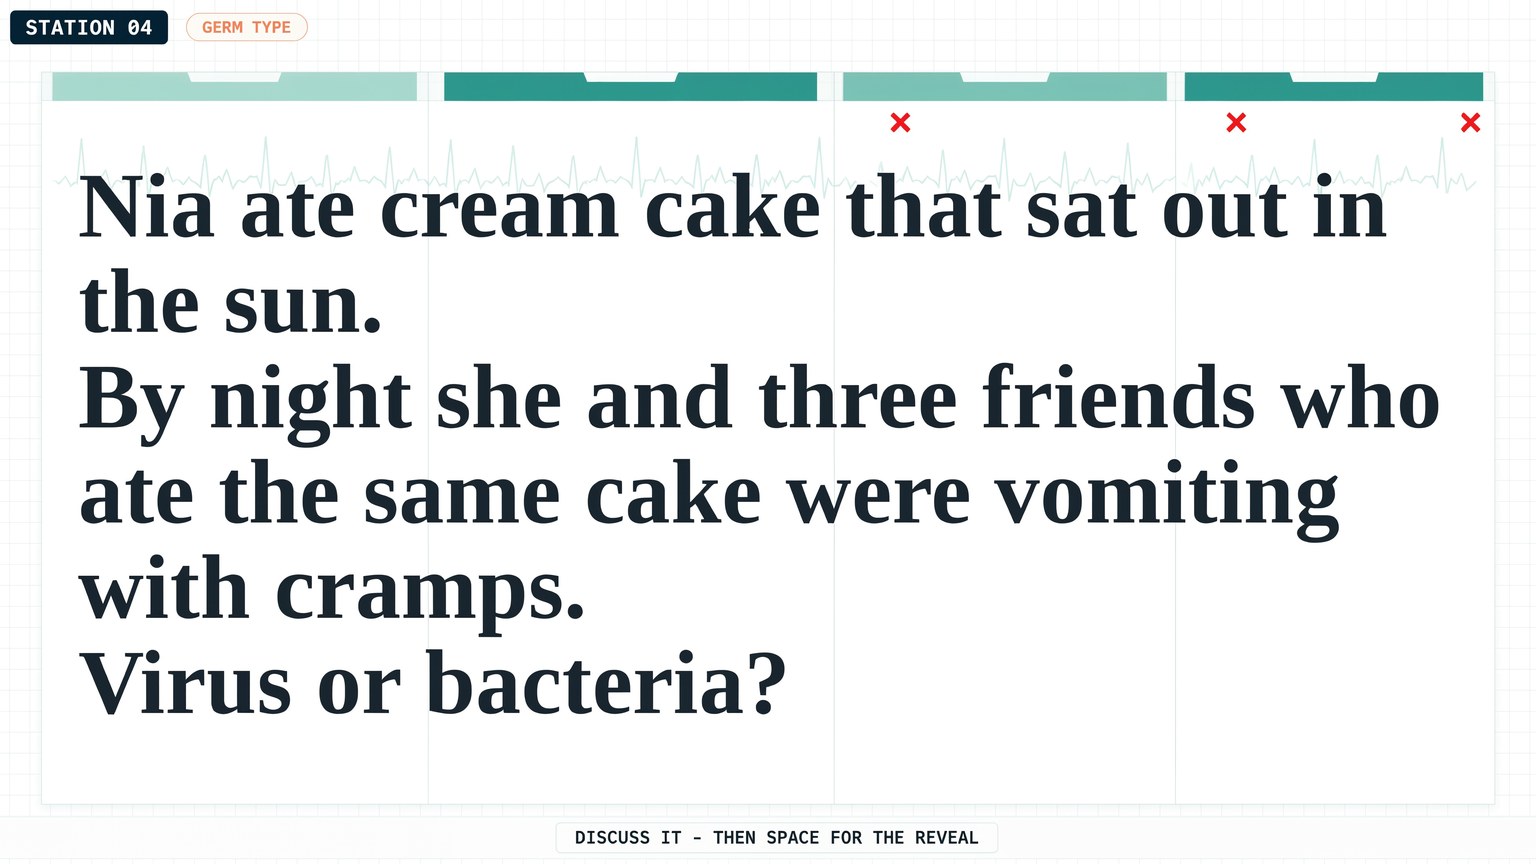 STATION 04
GERM TYPE
Nia ate cream cake that sat out in
the sun.
By night she and three friends who
ate the same cake were vomiting
with cramps.
Virus or bacteria?
DISCUSS IT – THEN SPACE FOR THE REVEAL